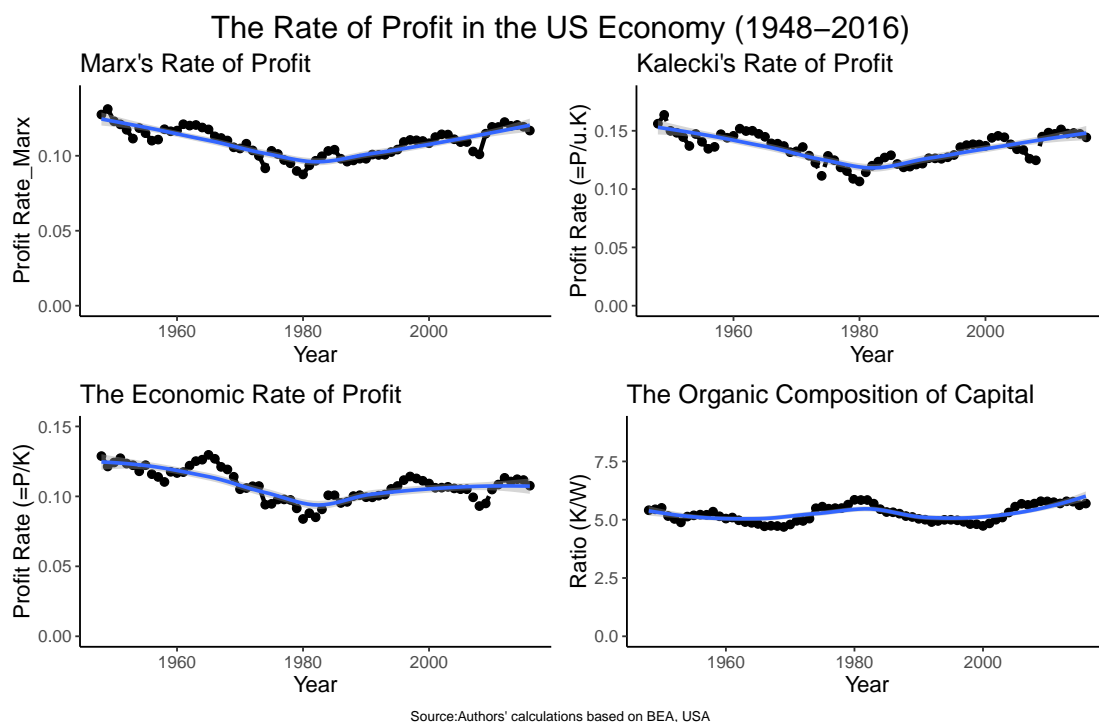 The Rate of Profit in the US Economy (1948−2016)
Marx's Rate of Profit
Profit Rate_Marx
0.10
0.05
0.00
1960 1980 2000
Year
Kalecki's Rate of Profit
Profit Rate (=P/u.K)
0.15
0.10
0.05
0.00
1960 1980 2000
Year
The Economic Rate of Profit
Profit Rate (=P/K)
0.15
0.10
0.05
0.00
1960 1980 2000
Year
The Organic Composition of Capital
Ratio (K/W)
7.5
5.0
2.5
0.0
1960 1980 2000
Year
Source:Authors' calculations based on BEA, USA